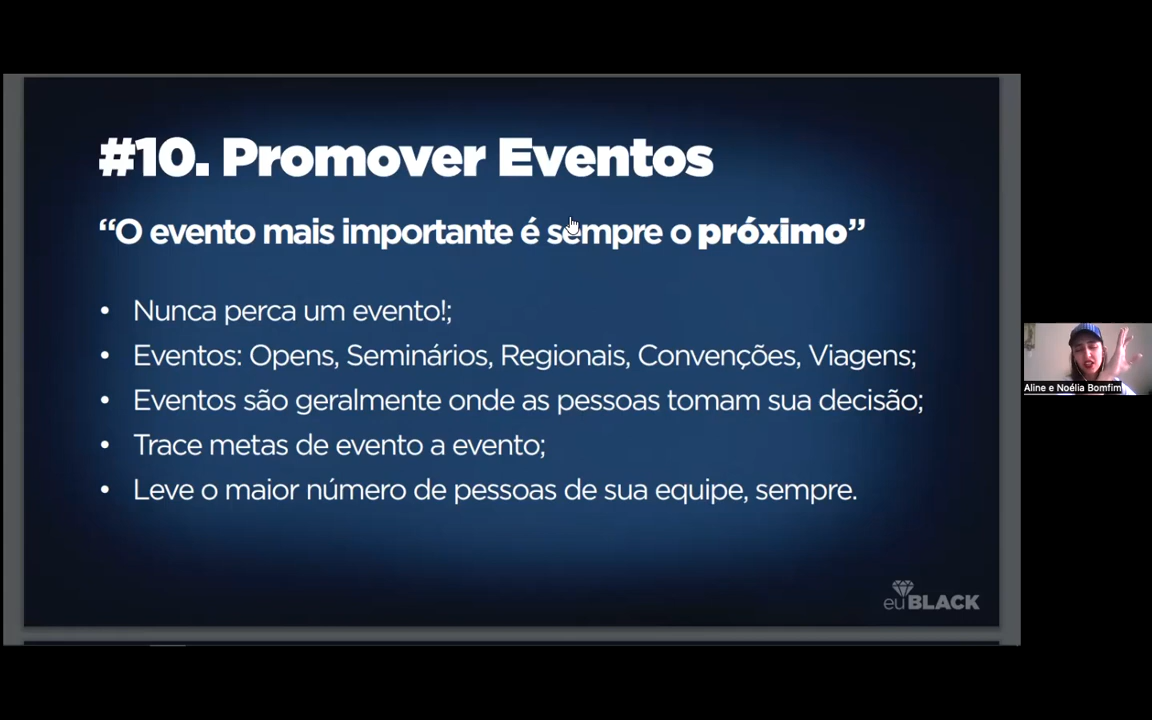 #10. Promover Eventos
“O evento mais importante é sempre o próximo”
• Nunca perca um evento!;
• Eventos: Opens, Seminários, Regionais, Convenções, Viagens;
• Eventos são geralmente onde as pessoas tomam sua decisão;
• Trace metas de evento a evento;
• Leve o maior número de pessoas de sua equipe, sempre.
Aline e Noélia Bomfim
eu BLACK